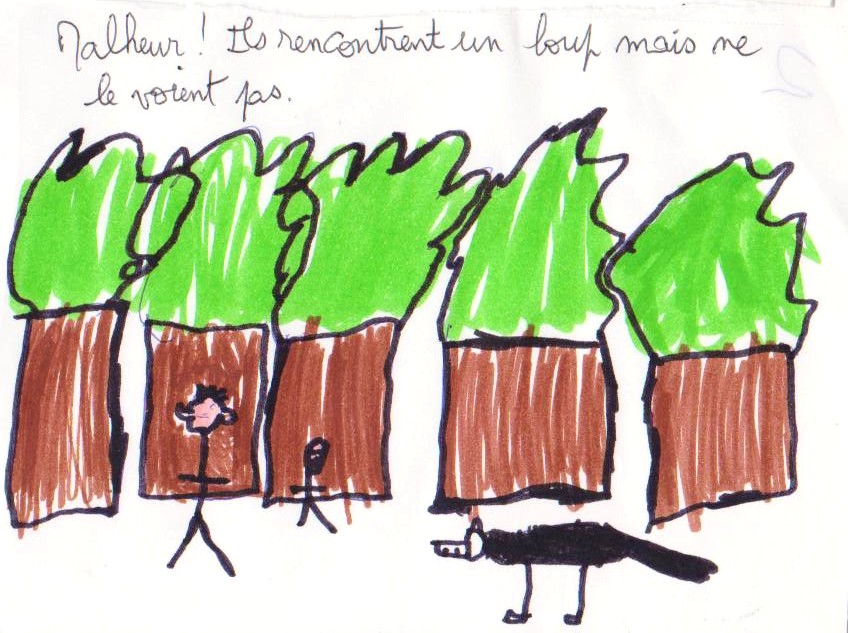 Malheur ! Ils rencontrent un loup mais ne
le voient pas.